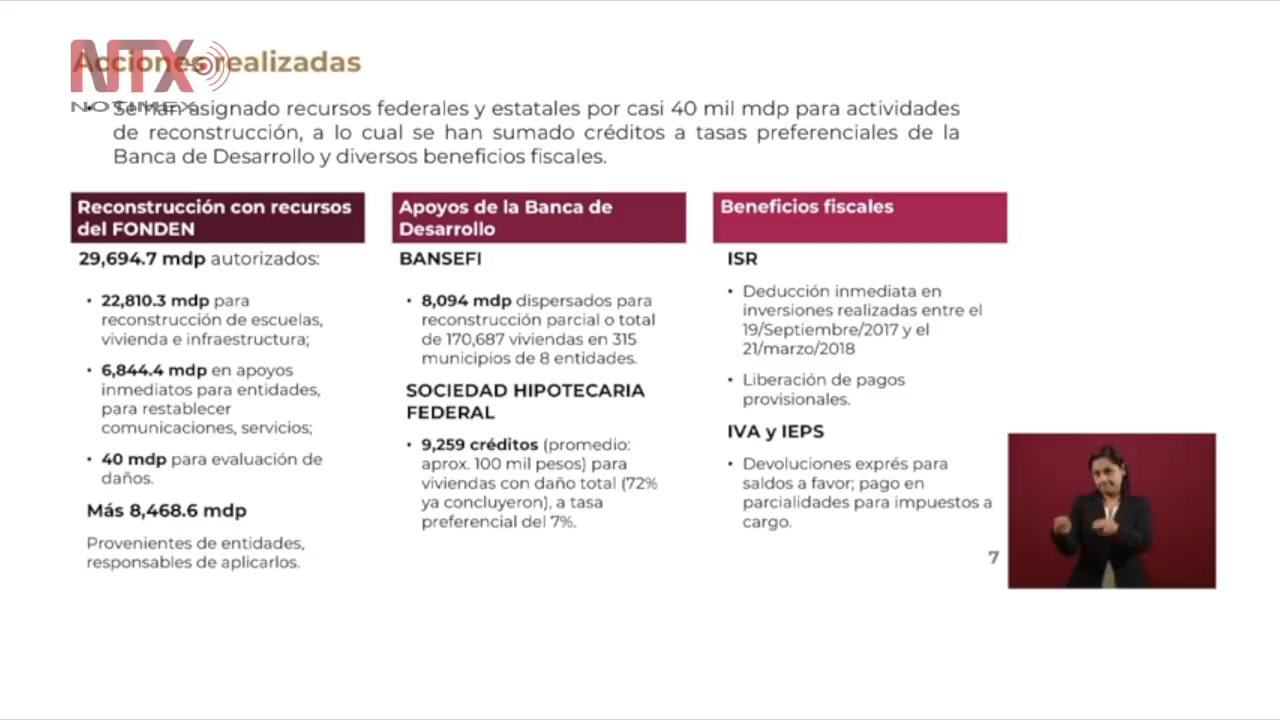 NTX
NOTIMEX
Acciones realizadas
• Se han asignado recursos federales y estatales por casi 40 mil mdp para actividades
de reconstrucción, a lo cual se han sumado créditos a tasas preferenciales de la
Banca de Desarrollo y diversos beneficios fiscales.
Reconstrucción con recursos
del FONDEN
29,694.7 mdp autorizados:
• 22,810.3 mdp para
reconstrucción de escuelas,
vivienda e infraestructura;
• 6,844.4 mdp en apoyos
inmediatos para entidades,
para restablecer
comunicaciones, servicios;
• 40 mdp para evaluación de
daños.
Más 8,468.6 mdp
Provenientes de entidades,
responsables de aplicarlos.
Apoyos de la Banca de
Desarrollo
BANSEFI
• 8,094 mdp dispersados para
reconstrucción parcial o total
de 170,687 viviendas en 315
municipios de 8 entidades.
SOCIEDAD HIPOTECARIA
FEDERAL
• 9,259 créditos (promedio:
aprox. 100 mil pesos) para
viviendas con daño total (72%
ya concluyeron), a tasa
preferencial del 7%.
Beneficios fiscales
ISR
• Deducción inmediata en
inversiones realizadas entre el
19/Septiembre/2017 y el
21/marzo/2018
• Liberación de pagos
provisionales.
IVA y IEPS
• Devoluciones exprés para
saldos a favor; pago en
parcialidades para impuestos a
cargo.
7